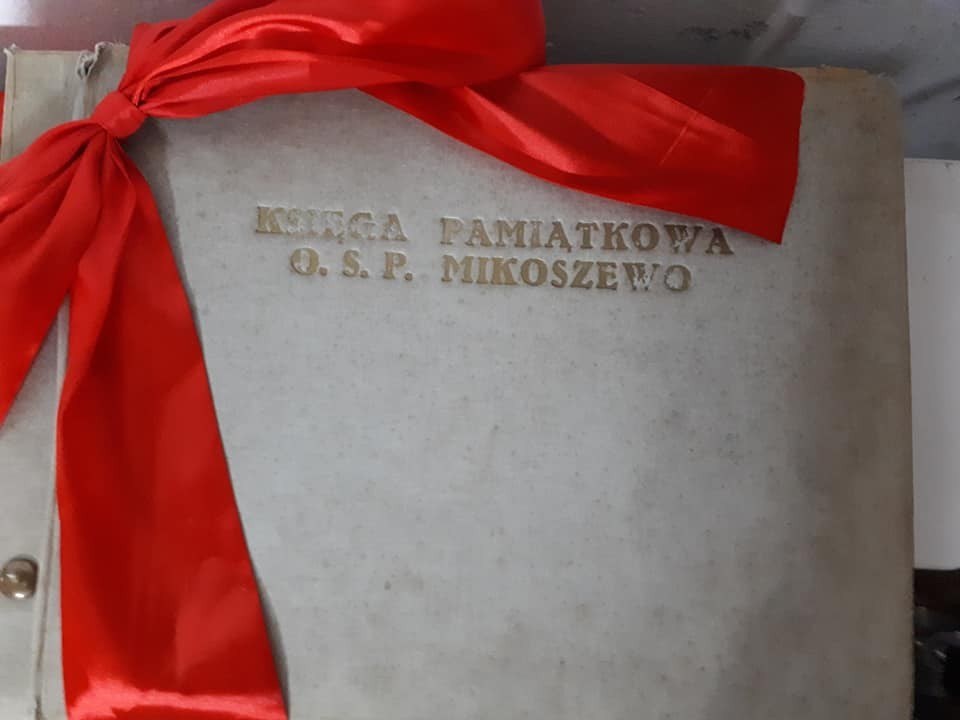 KSIĘGA PAMIĄTKOWA
O. S. P. MIKOSZEWO